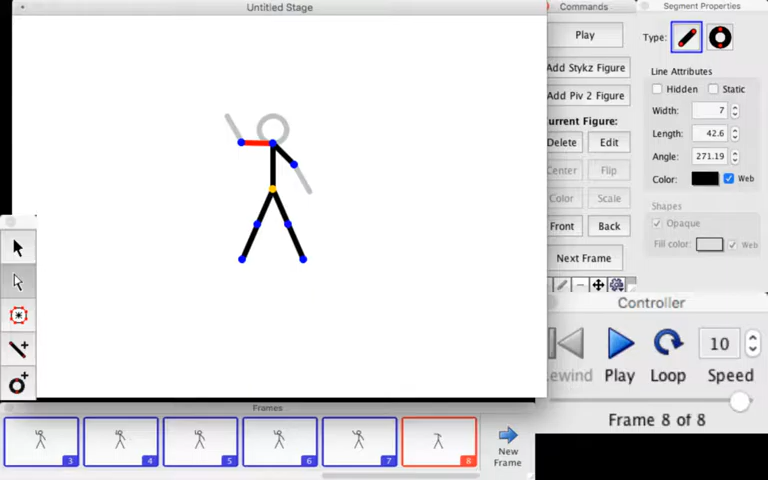 Untitled Stage
Commands
Segment Properties
Play
Add Stykz Figure
Add Piv 2 Figure
urrent Figure:
Delete
Edit
Center
Flip
Color
Scale
Front
Back
Next Frame
Type:
Line Attributes
Hidden
Static
Width: 7
Length: 42.6
Angle: 271.19
Color: Web
Shapes
Opaque
Fill color: Web
Controller
ewind
Play
Loop
10
Speed
Frame 8 of 8
Frames
3
4
5
6
7
8
New
Frame